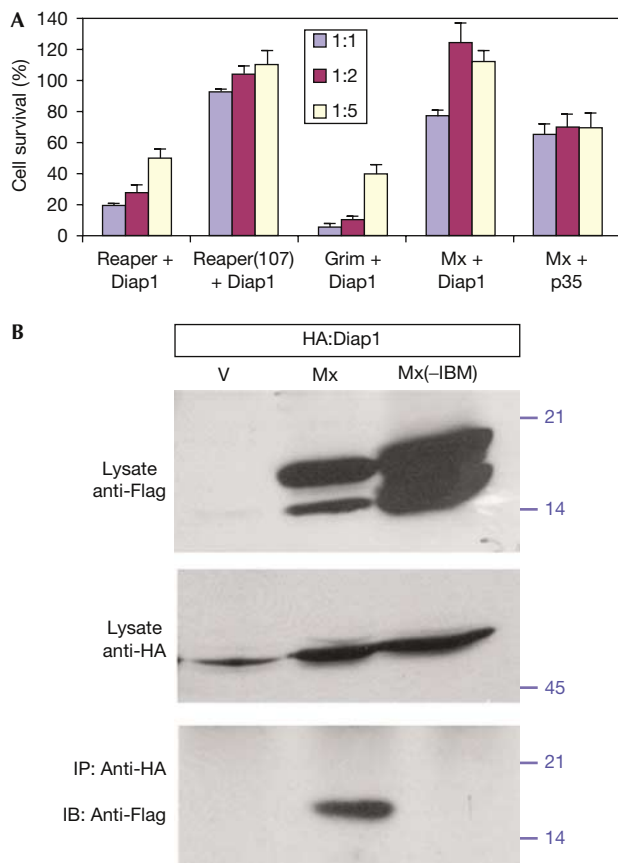 A
140
120
100
80
60
40
20
0
Cell survival (%)
1:1
1:2
1:5
Reaper + Diap1
Reaper(107) + Diap1
Grim + Diap1
Mx + Diap1
Mx + p35
B
HA:Diap1
V Mx Mx(–IBM)
Lysate
anti-Flag
21
14
Lysate
anti-HA
45
IP: Anti-HA
IB: Anti-Flag
21
14